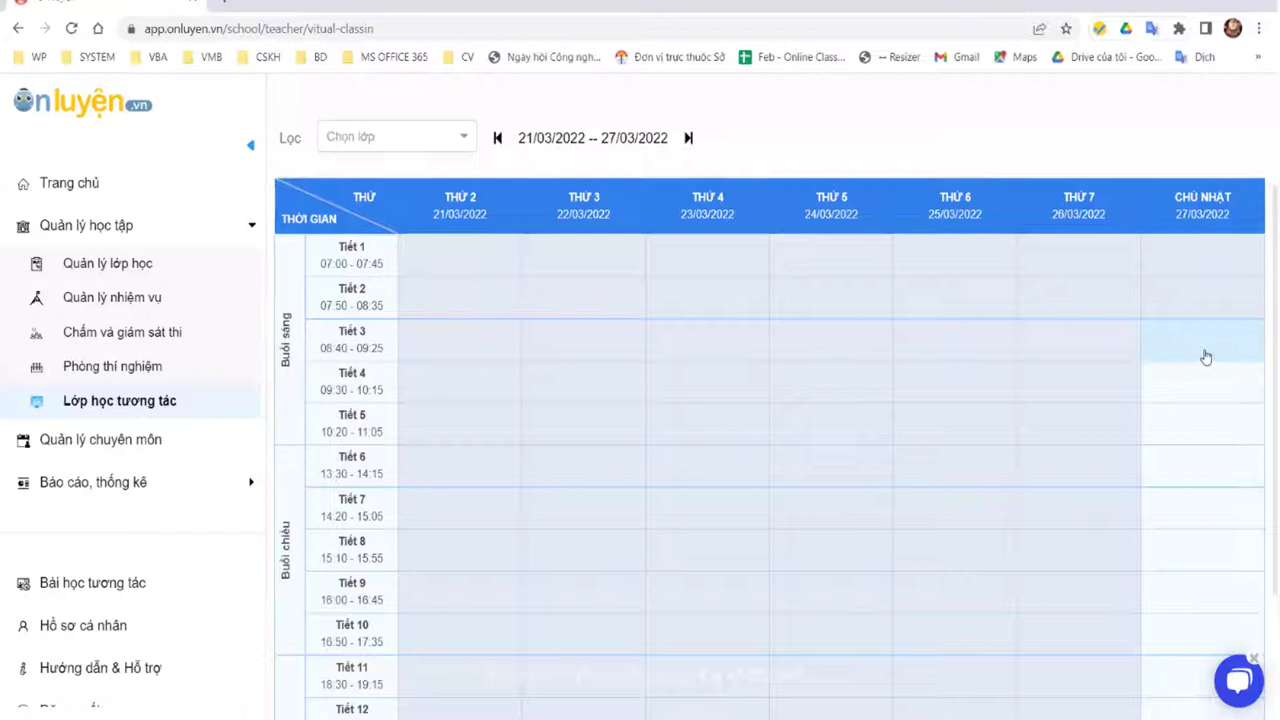 app.onluyen.vn/school/teacher/vitual-classin
WP SYSTEM VBA VMB CSKH BD MS OFFICE 365 CV Ngày hội Công ngh... Đơn vị trực thuộc Sở Feb - Online Class... -- Resizer Gmail Maps Drive của tôi - Goo... Dịch »
Onluyện.vn
Trang chủ
Quản lý học tập
Quản lý lớp học
Quản lý nhiệm vụ
Chấm và giám sát thi
Phòng thí nghiệm
Lớp học tương tác
Quản lý chuyên môn
Báo cáo, thống kê
Bài học tương tác
Hồ sơ cá nhân
Hướng dẫn & Hỗ trợ
Lọc Chọn lớp 21/03/2022 -- 27/03/2022
THỨ THỨ 2 THỨ 3 THỨ 4 THỨ 5 THỨ 6 THỨ 7 CHỦ NHẬT
THỜI GIAN 21/03/2022 22/03/2022 23/03/2022 24/03/2022 25/03/2022 26/03/2022 27/03/2022
Buổi sáng
Tiết 1
07:00 - 07:45
Tiết 2
07:50 - 08:35
Tiết 3
08:40 - 09:25
Tiết 4
09:30 - 10:15
Tiết 5
10:20 - 11:05
Buổi chiều
Tiết 6
13:30 - 14:15
Tiết 7
14:20 - 15:05
Tiết 8
15:10 - 15:55
Tiết 9
16:00 - 16:45
Tiết 10
16:50 - 17:35
Tiết 11
18:30 - 19:15
Tiết 12